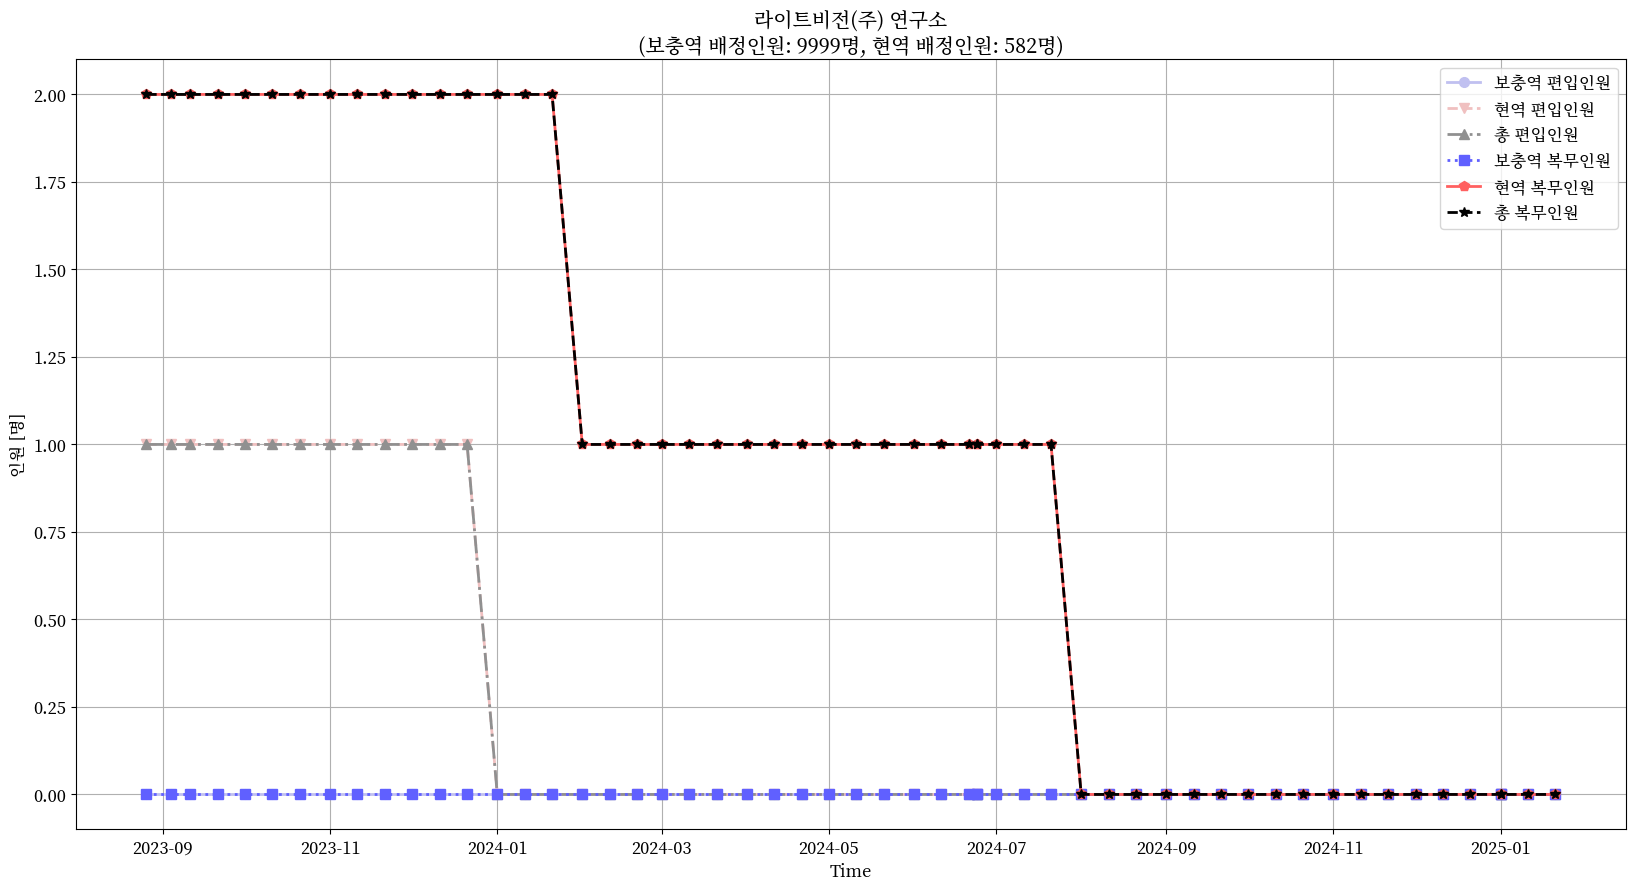 라이트비전(주) 연구소
(보충역 배정인원: 9999명, 현역 배정인원: 582명)
보충역 편입인원
현역 편입인원
총 편입인원
보충역 복무인원
현역 복무인원
총 복무인원
인원 [명]
2.00
1.75
1.50
1.25
1.00
0.75
0.50
0.25
0.00
2023-09
2023-11
2024-01
2024-03
2024-05
2024-07
2024-09
2024-11
2025-01
Time